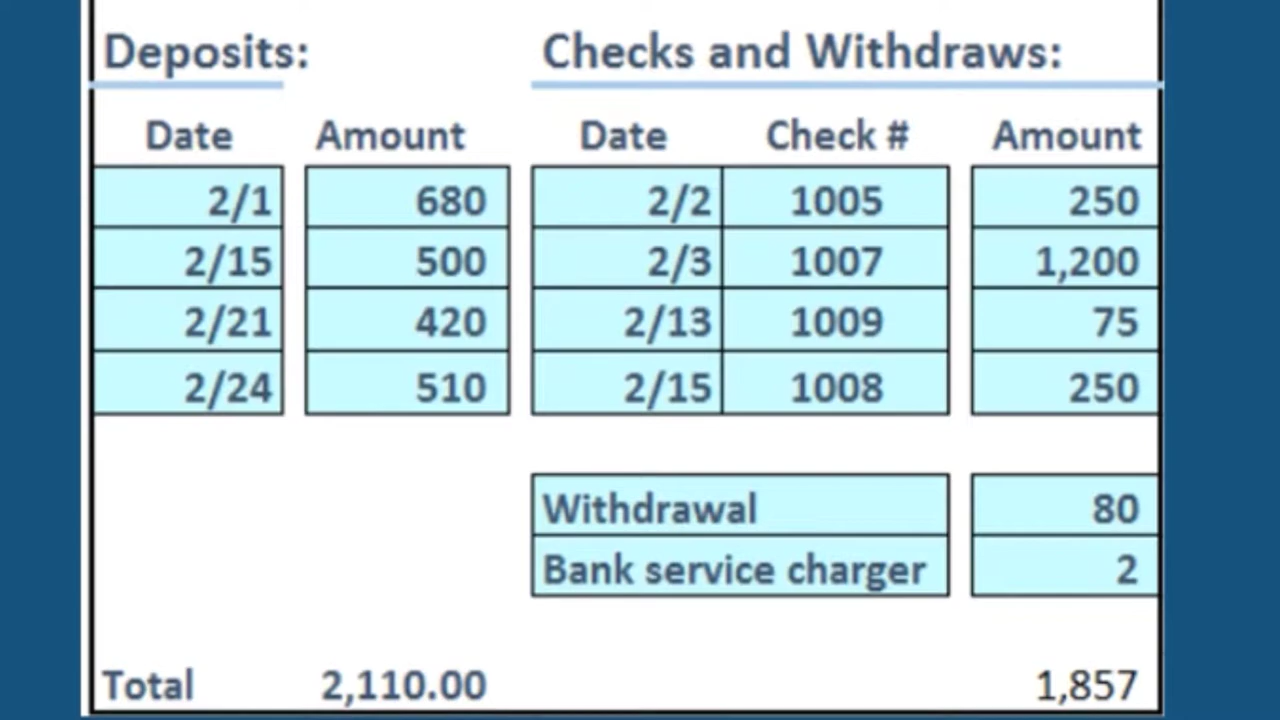 Deposits: Checks and Withdraws:
Date Amount Date Check # Amount
2/1 680 2/2 1005 250
2/15 500 2/3 1007 1,200
2/21 420 2/13 1009 75
2/24 510 2/15 1008 250
Withdrawal 80
Bank service charger 2
Total 2,110.00 1,857